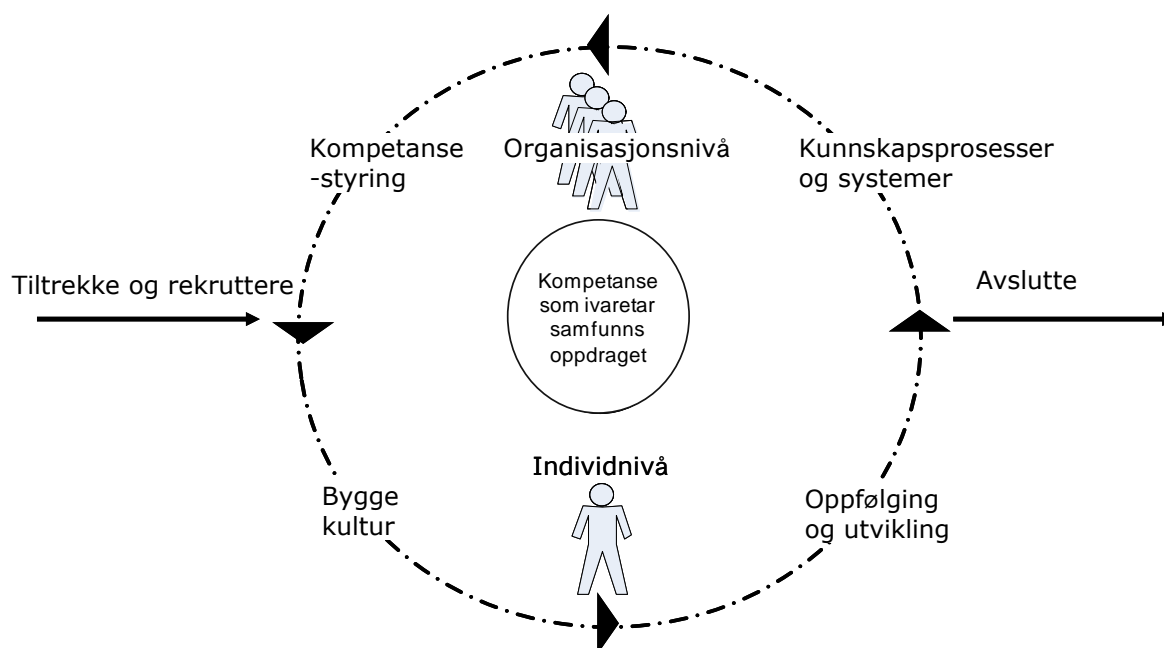 Kompetanse
-styring
Organisasjonsnivå
Kunnskapsprosesser
og systemer
Tiltrekke og rekruttere
Kompetanse
som ivaretar
samfunns
oppdraget
Avslutte
Individnivå
Bygge
kultur
Oppfølging
og utvikling